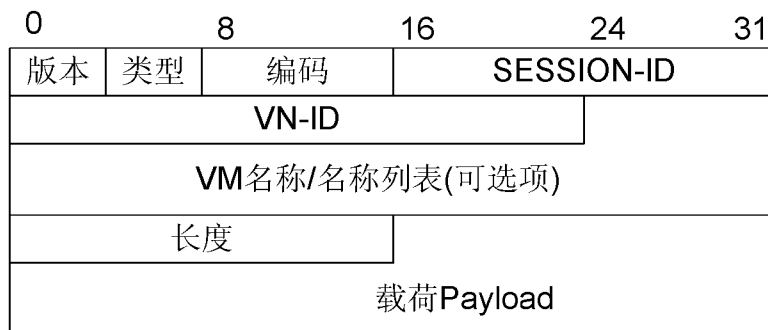 0 8 16 24 31
版本 类型 编码 SESSION-ID
VN-ID
VM名称/名称列表(可选项)
长度
载荷Payload